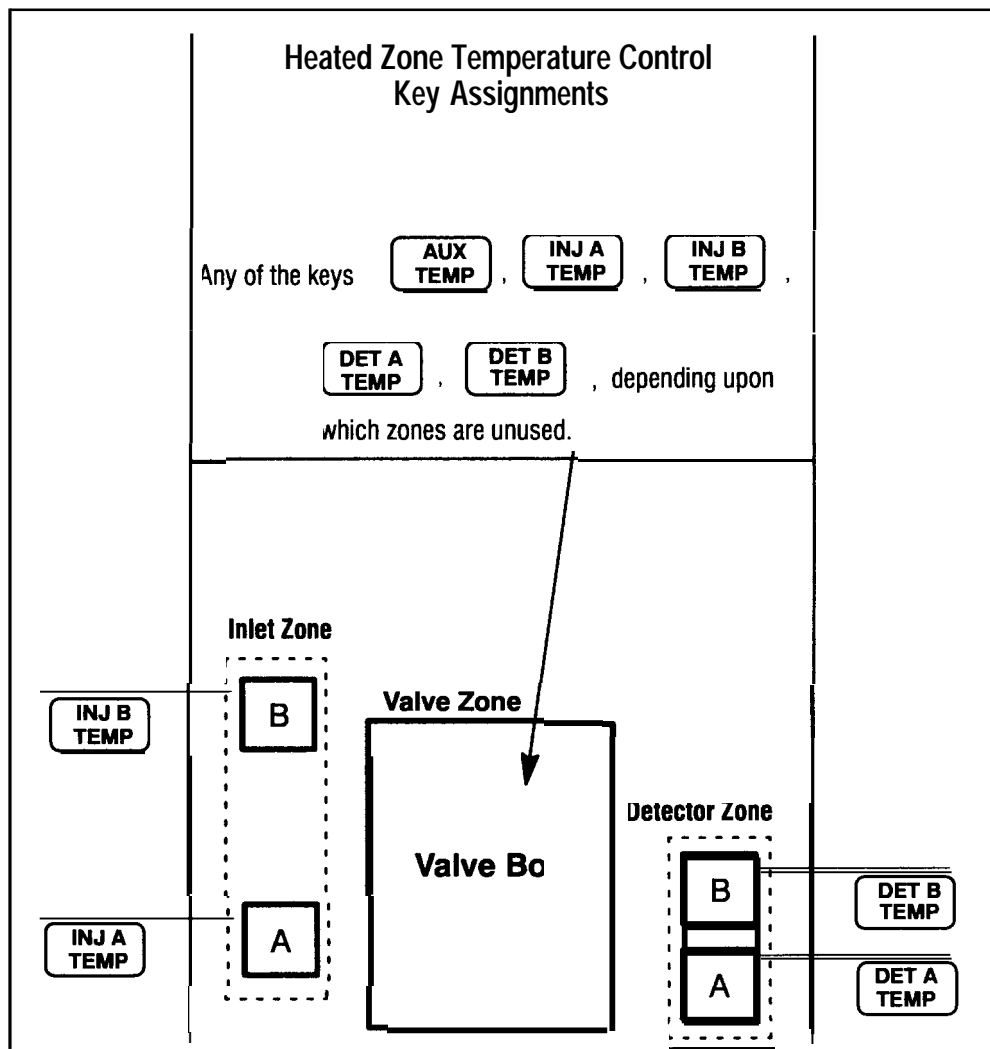 Heated Zone Temperature Control
Key Assignments
Any of the keys AUX TEMP , INJ A TEMP , INJ B TEMP ,
DET A TEMP , DET B TEMP , depending upon
which zones are unused.
Inlet Zone
B
INJ B
TEMP
Valve Zone
Detector Zone
Valve Bo
B
DET B
TEMP
A
INJ A
TEMP
A
DET A
TEMP